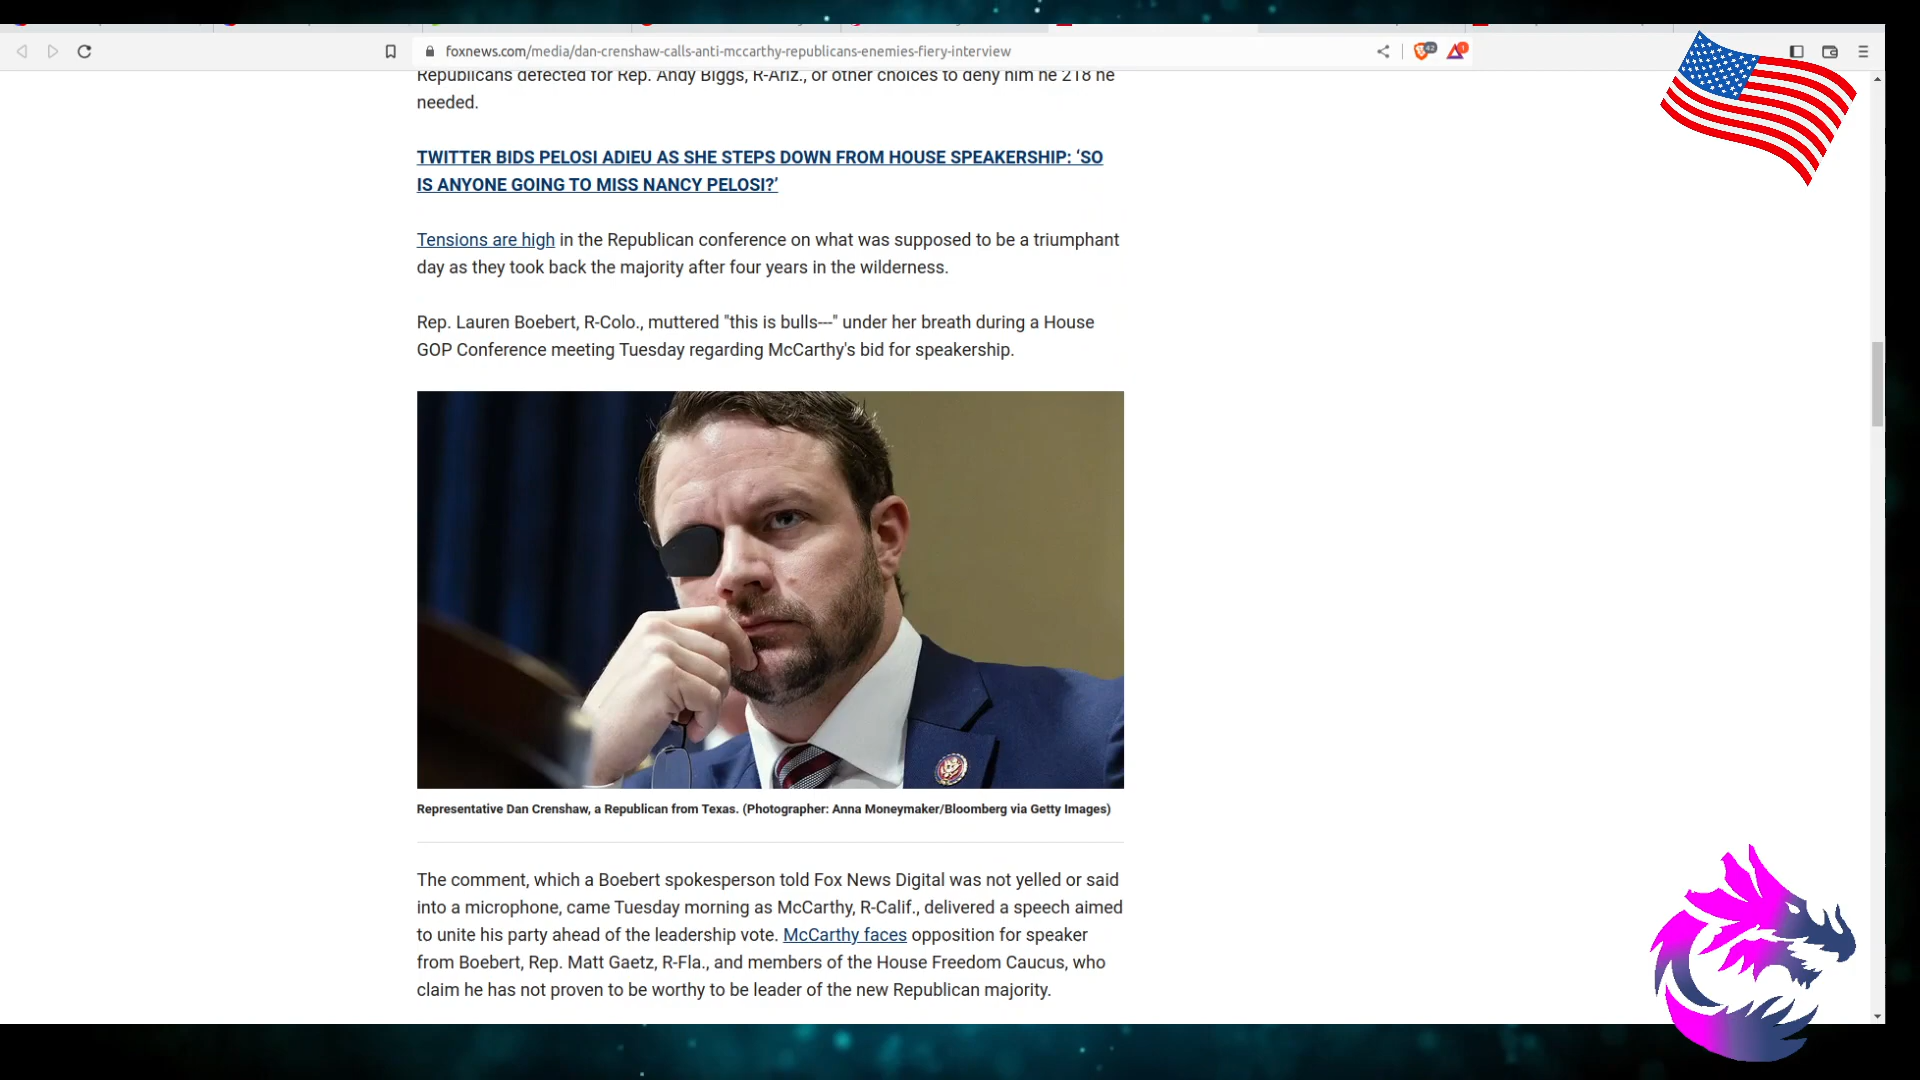 foxnews.com/media/dan-crenshaw-calls-anti-mccarthy-republicans-enemies-fiery-interview
42
1
Republicans defected for Rep. Andy Biggs, R-Ariz., or other choices to deny him he 218 he
needed.
TWITTER BIDS PELOSI ADIEU AS SHE STEPS DOWN FROM HOUSE SPEAKERSHIP: ‘SO
IS ANYONE GOING TO MISS NANCY PELOSI?’
Tensions are high in the Republican conference on what was supposed to be a triumphant
day as they took back the majority after four years in the wilderness.
Rep. Lauren Boebert, R-Colo., muttered "this is bulls---" under her breath during a House
GOP Conference meeting Tuesday regarding McCarthy's bid for speakership.
Representative Dan Crenshaw, a Republican from Texas. (Photographer: Anna Moneymaker/Bloomberg via Getty Images)
The comment, which a Boebert spokesperson told Fox News Digital was not yelled or said
into a microphone, came Tuesday morning as McCarthy, R-Calif., delivered a speech aimed
to unite his party ahead of the leadership vote. McCarthy faces opposition for speaker
from Boebert, Rep. Matt Gaetz, R-Fla., and members of the House Freedom Caucus, who
claim he has not proven to be worthy to be leader of the new Republican majority.